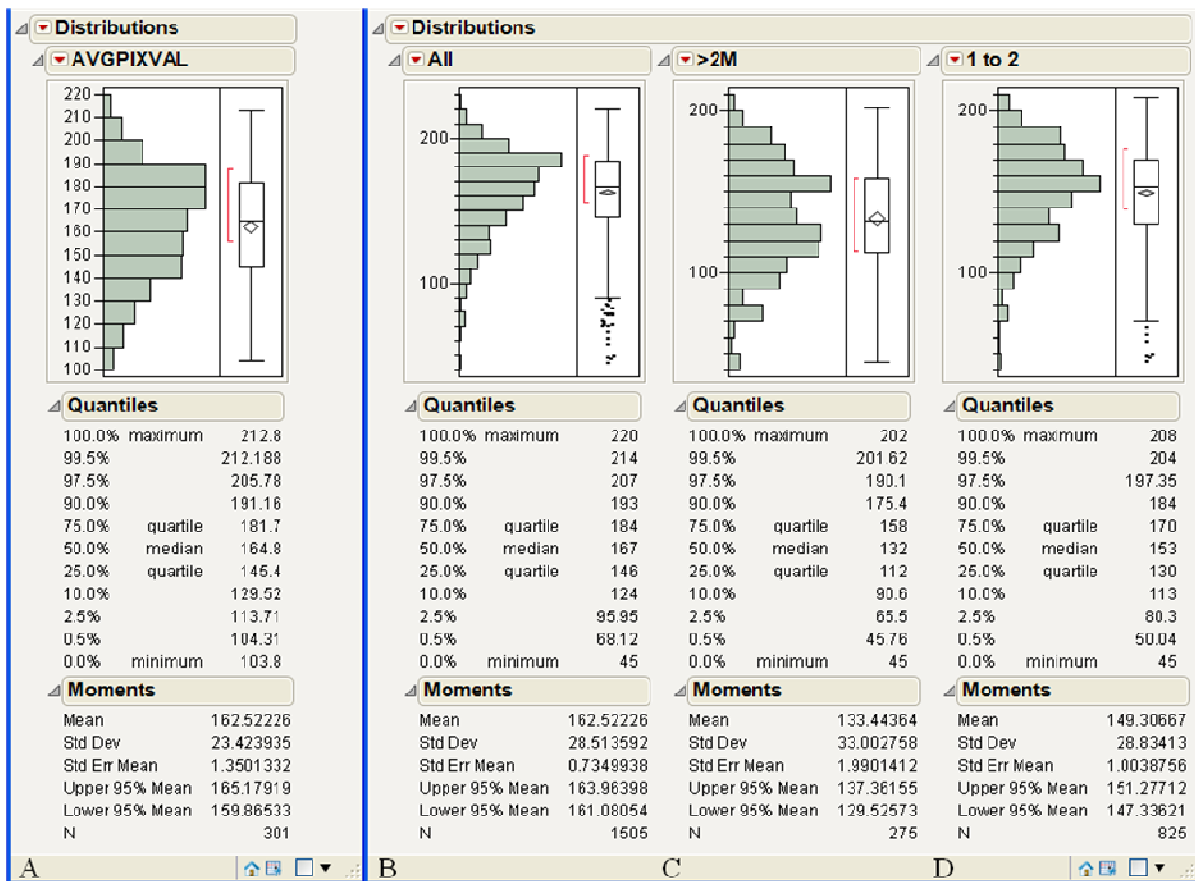 Distributions
AVGPIXVAL
220
210
200
190
180
170
160
150
140
130
120
110
100
Quantiles
100.0% maximum 212.8
99.5% 212.188
97.5% 205.78
90.0% 191.16
75.0% quartile 181.7
50.0% median 164.8
25.0% quartile 145.4
10.0% 129.52
2.5% 113.71
0.5% 104.31
0.0% minimum 103.8
Moments
Mean 162.52226
Std Dev 23.423935
Std Err Mean 1.3501332
Upper 95% Mean 165.17919
Lower 95% Mean 159.86533
N 301
A
Distributions
All
200
100
Quantiles
100.0% maximum 220
99.5% 214
97.5% 207
90.0% 193
75.0% quartile 184
50.0% median 167
25.0% quartile 146
10.0% 124
2.5% 95.95
0.5% 68.12
0.0% minimum 45
Moments
Mean 162.52226
Std Dev 28.513592
Std Err Mean 0.7349938
Upper 95% Mean 163.96398
Lower 95% Mean 161.08054
N 1505
B
>2M
200
100
Quantiles
100.0% maximum 202
99.5% 201.62
97.5% 190.1
90.0% 175.4
75.0% quartile 158
50.0% median 132
25.0% quartile 112
10.0% 90.6
2.5% 65.5
0.5% 45.76
0.0% minimum 45
Moments
Mean 133.44364
Std Dev 33.002758
Std Err Mean 1.9901412
Upper 95% Mean 137.36155
Lower 95% Mean 129.52573
N 275
C
1 to 2
200
100
Quantiles
100.0% maximum 208
99.5% 204
97.5% 197.35
90.0% 184
75.0% quartile 170
50.0% median 153
25.0% quartile 130
10.0% 113
2.5% 80.3
0.5% 50.04
0.0% minimum 45
Moments
Mean 149.30667
Std Dev 28.83413
Std Err Mean 1.0038756
Upper 95% Mean 151.27712
Lower 95% Mean 147.33621
N 825
D